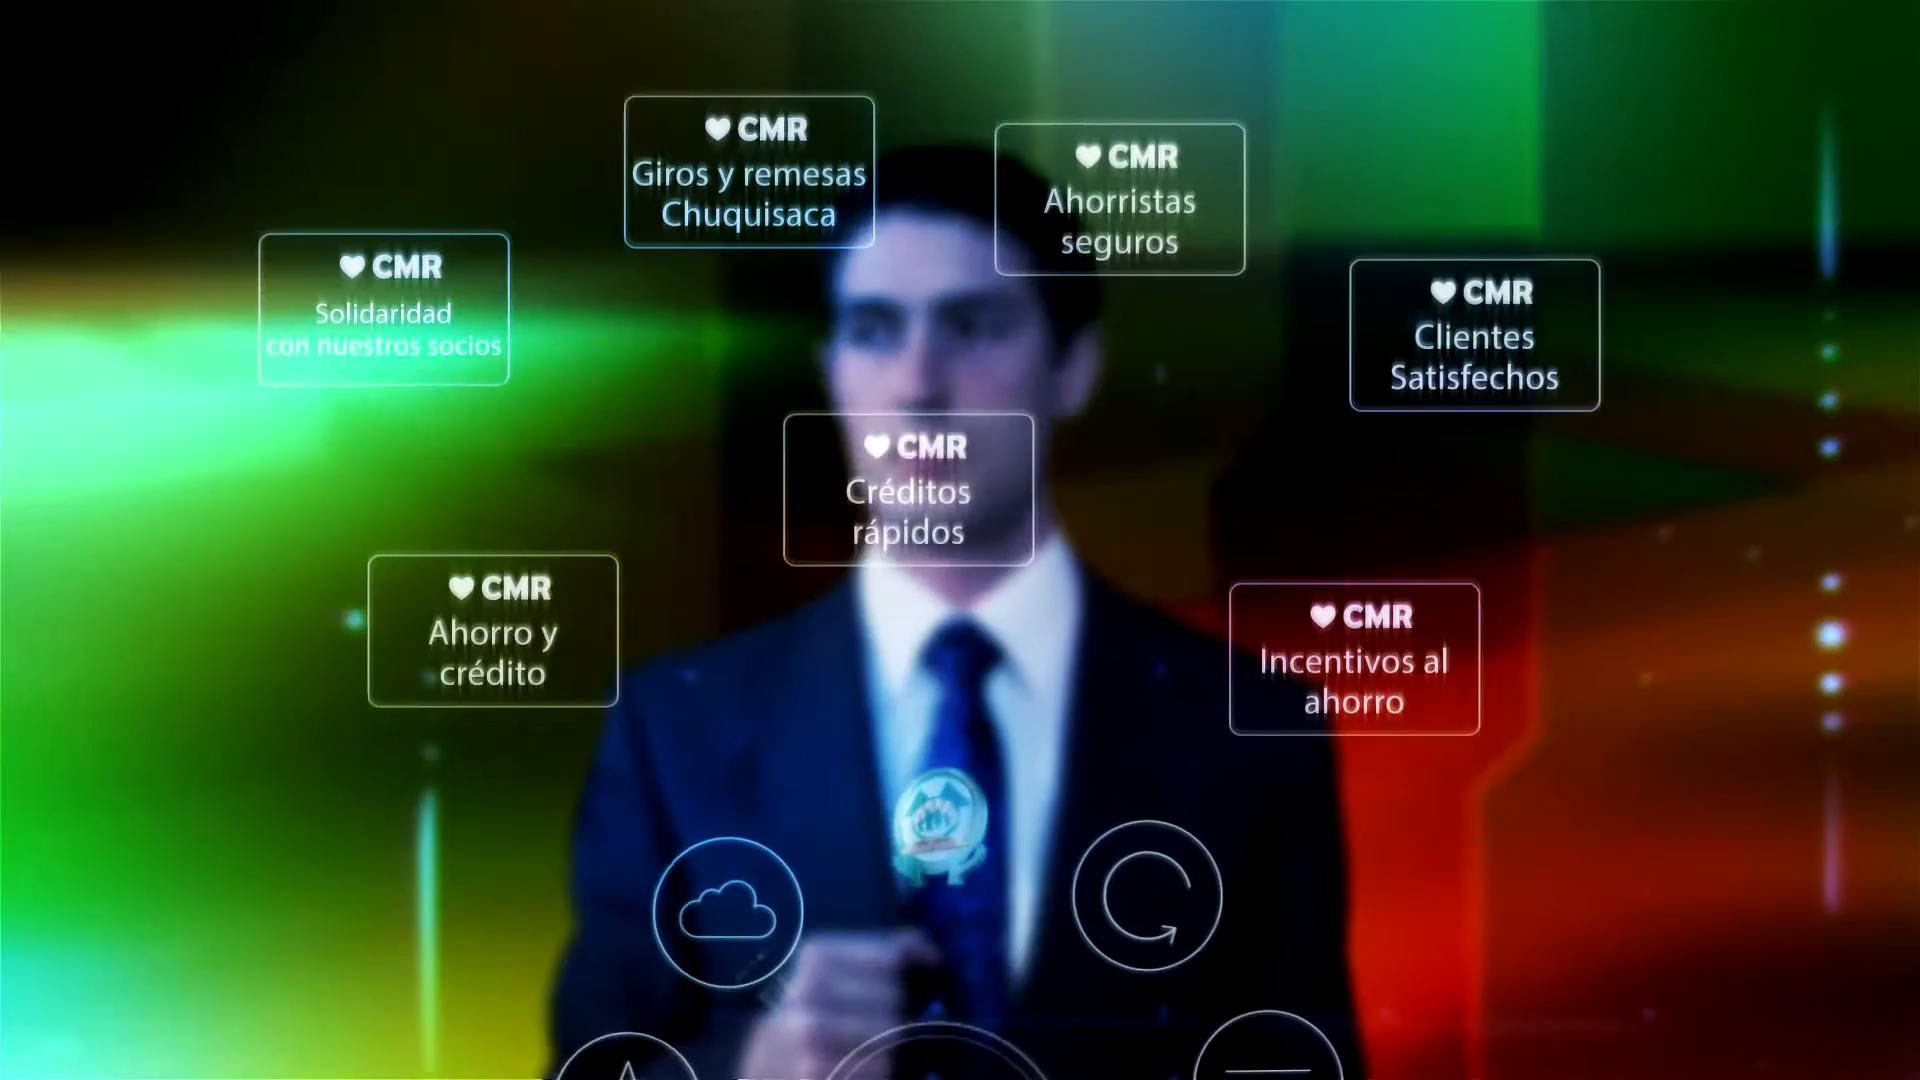 CMR
Giros y remesas
Chuquisaca
CMR
Ahorristas
seguros
CMR
Solidaridad
con nuestros socios
CMR
Clientes
Satisfechos
CMR
Créditos
rápidos
CMR
Ahorro y
crédito
CMR
Incentivos al
ahorro